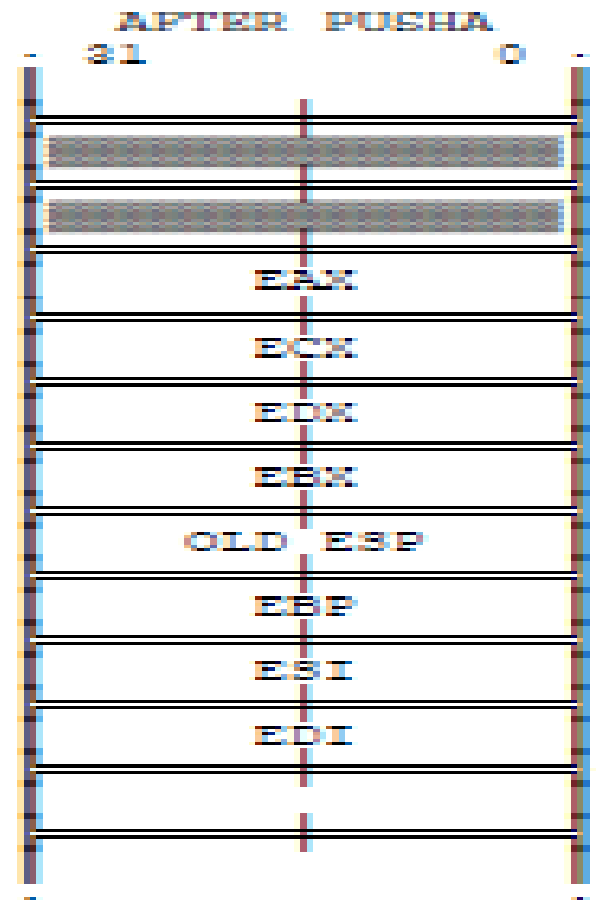 AFTER PUSHA
31 0
EAX
ECX
EDX
EBX
OLD ESP
EBP
ESI
EDI